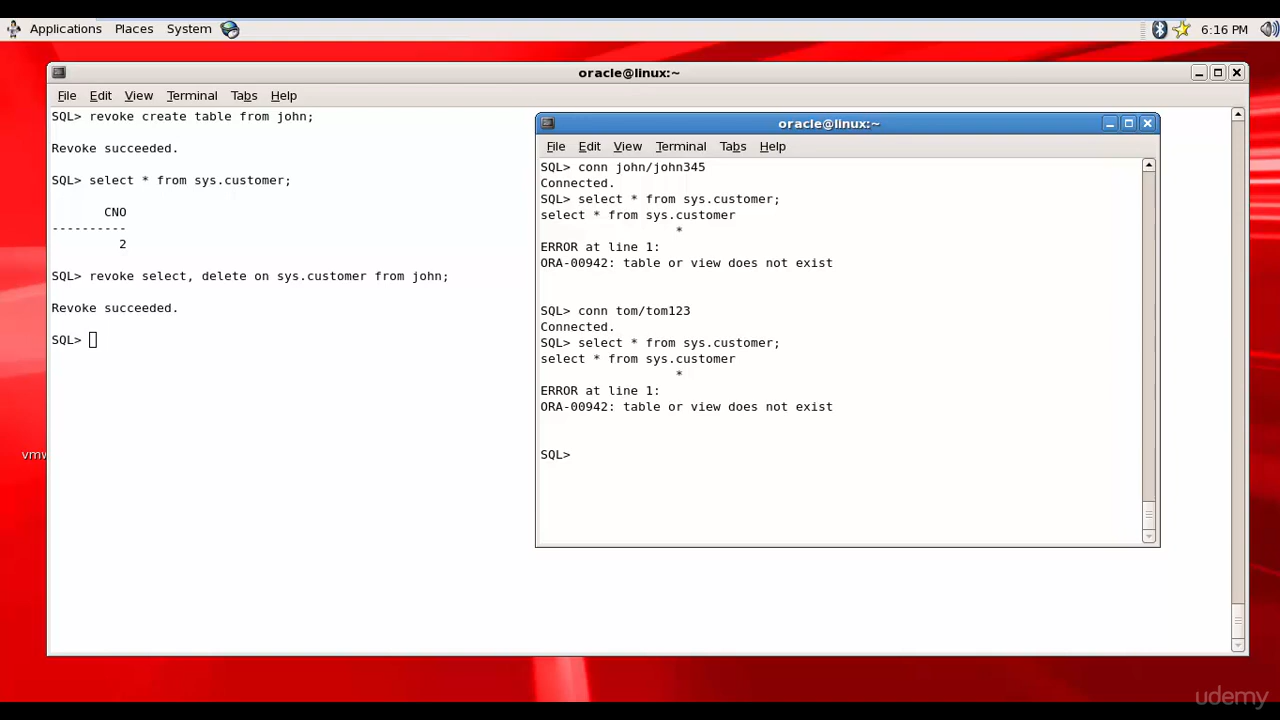 Applications Places System 6:16 PM
oracle@linux:~
File Edit View Terminal Tabs Help
SQL> revoke create table from john;
Revoke succeeded.
SQL> select * from sys.customer;
CNO
----------
2
SQL> revoke select, delete on sys.customer from john;
Revoke succeeded.
SQL>
oracle@linux:~
File Edit View Terminal Tabs Help
SQL> conn john/john345
Connected.
SQL> select * from sys.customer;
select * from sys.customer
*
ERROR at line 1:
ORA-00942: table or view does not exist
SQL> conn tom/tom123
Connected.
SQL> select * from sys.customer;
select * from sys.customer
*
ERROR at line 1:
ORA-00942: table or view does not exist
SQL>
vmw
udemy